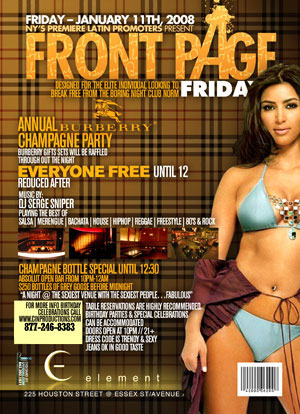 FRIDAY – JANUARY 11TH, 2008
NY'S PREMIERE LATIN PROMOTERS PRESENT
FRONT PAGE
DESIGNED FOR THE ELITE INDIVIDUAL LOOKING TO
BREAK FREE FROM THE BORING NIGHT CLUB NORM
FRIDAY
ANNUAL BURBERRY
CHAMPAGNE PARTY
BURBERRY GIFTS SETS WILL BE RAFFLED
THROUGH OUT THE NIGHT
EVERYONE FREE UNTIL 12
REDUCED AFTER
MUSIC BY:
DJ SERGE SNIPER
PLAYING THE BEST OF
SALSA | MERENGUE | BACHATA | HOUSE | HIPHOP | REGGAE | FREESTYLE | 80'S & ROCK
CHAMPAGNE BOTTLE SPECIAL UNTIL 12:30
ABSOLUT OPEN BAR FROM 10PM-12AM
$250 BOTTLES OF GREY GOOSE BEFORE MIDNIGHT
"A NIGHT @ THE SEXIEST VENUE WITH THE SEXIEST PEOPLE. . .FABULOUS"
FOR MORE INFO BIRTHDAY
CELEBRATIONS CALL
WWW.CJNPRODUCTIONS.COM
877-246-8383
TABLE RESERVATIONS ARE HIGHLY RECOMMENDED.
BIRTHDAY PARTIES & SPECIAL CELEBRATIONS
CAN BE ACCOMMODATED
DOORS OPEN AT 10PM // 21+
DRESS CODE IS TRENDY & SEXY
JEANS OK IN GOOD TASTE
element
225 HOUSTON STREET @ ESSEX ST/AVENUE A